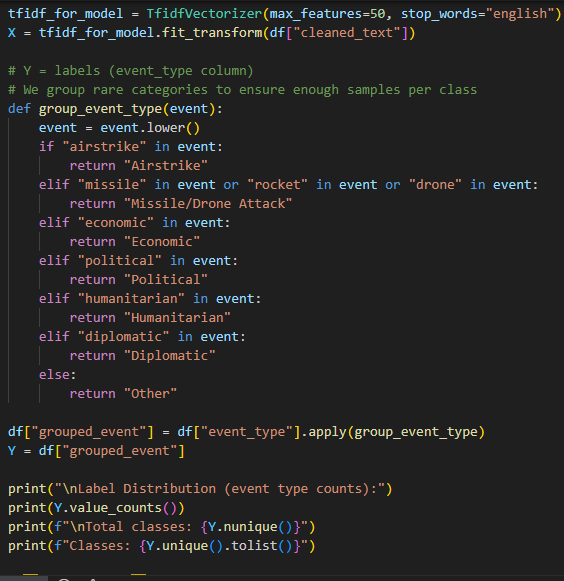 tfidf_for_model = TfidfVectorizer(max_features=50, stop_words="english")
X = tfidf_for_model.fit_transform(df["cleaned_text"])

# Y = labels (event_type column)
# We group rare categories to ensure enough samples per class
def group_event_type(event):
    event = event.lower()
    if "airstrike" in event:
        return "Airstrike"
    elif "missile" in event or "rocket" in event or "drone" in event:
        return "Missile/Drone Attack"
    elif "economic" in event:
        return "Economic"
    elif "political" in event:
        return "Political"
    elif "humanitarian" in event:
        return "Humanitarian"
    elif "diplomatic" in event:
        return "Diplomatic"
    else:
        return "Other"

df["grouped_event"] = df["event_type"].apply(group_event_type)
Y = df["grouped_event"]

print("\nLabel Distribution (event type counts):")
print(Y.value_counts())
print(f"\nTotal classes: {Y.nunique()}")
print(f"Classes: {Y.unique().tolist()}")